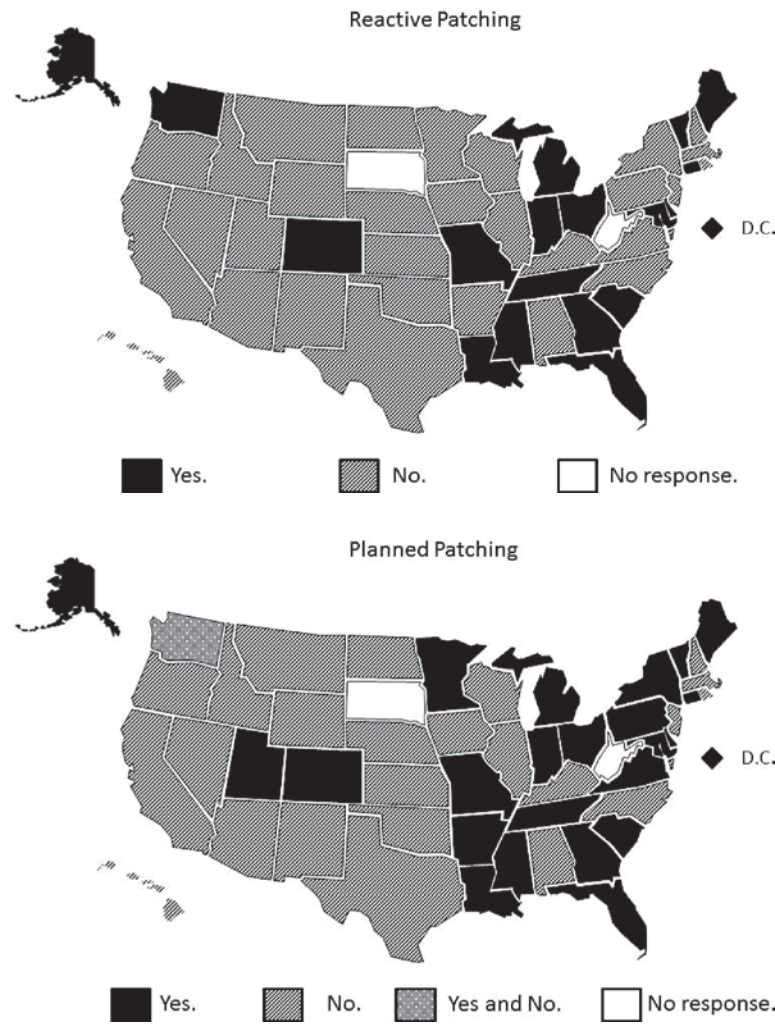 Reactive Patching
D.C.
Yes. No. No response.
Planned Patching
D.C.
Yes. No. Yes and No. No response.